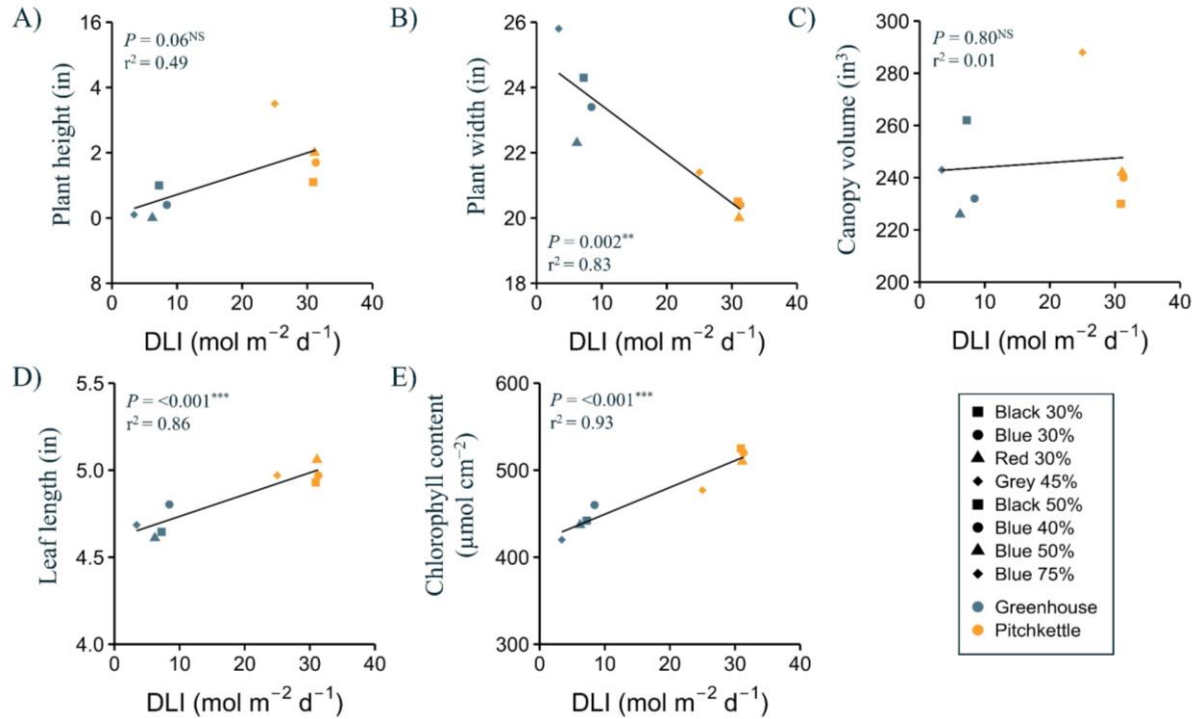 A)
P = 0.06NS
r² = 0.49
Plant height (in)
16
4
2
0
8
0
10
20
30
40
DLI (mol m⁻² d⁻¹)
B)
P = 0.002**
r² = 0.83
Plant width (in)
26
24
22
20
18
0
10
20
30
40
DLI (mol m⁻² d⁻¹)
C)
P = 0.80NS
r² = 0.01
Canopy volume (in³)
300
280
260
240
220
200
0
10
20
30
40
DLI (mol m⁻² d⁻¹)
D)
P = <0.001***
r² = 0.86
Leaf length (in)
5.5
5.0
4.5
4.0
0
10
20
30
40
DLI (mol m⁻² d⁻¹)
E)
P = <0.001***
r² = 0.93
Chlorophyll content
(µmol cm⁻²)
600
500
400
300
0
10
20
30
40
DLI (mol m⁻² d⁻¹)
Black 30%
Blue 30%
Red 30%
Grey 45%
Black 50%
Blue 40%
Blue 50%
Blue 75%
Greenhouse
Pitchkettle